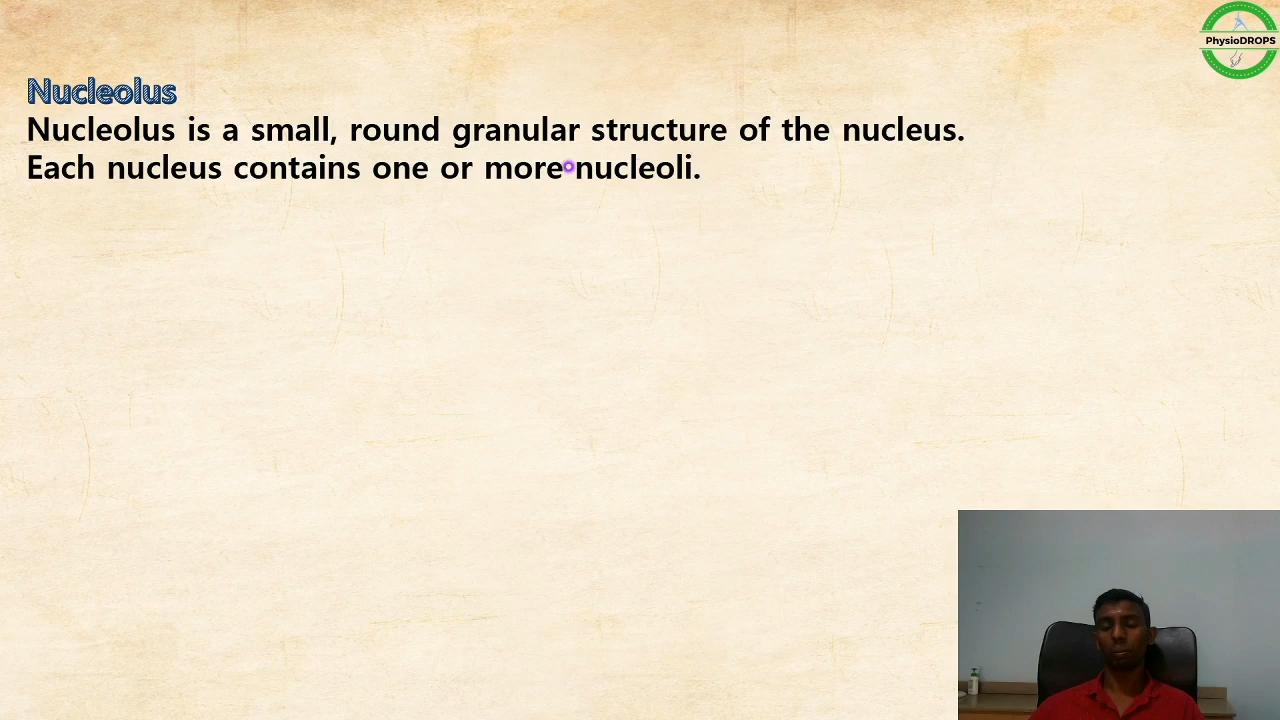 PhysioDROPS
Nucleolus
Nucleolus is a small, round granular structure of the nucleus.
Each nucleus contains one or more nucleoli.